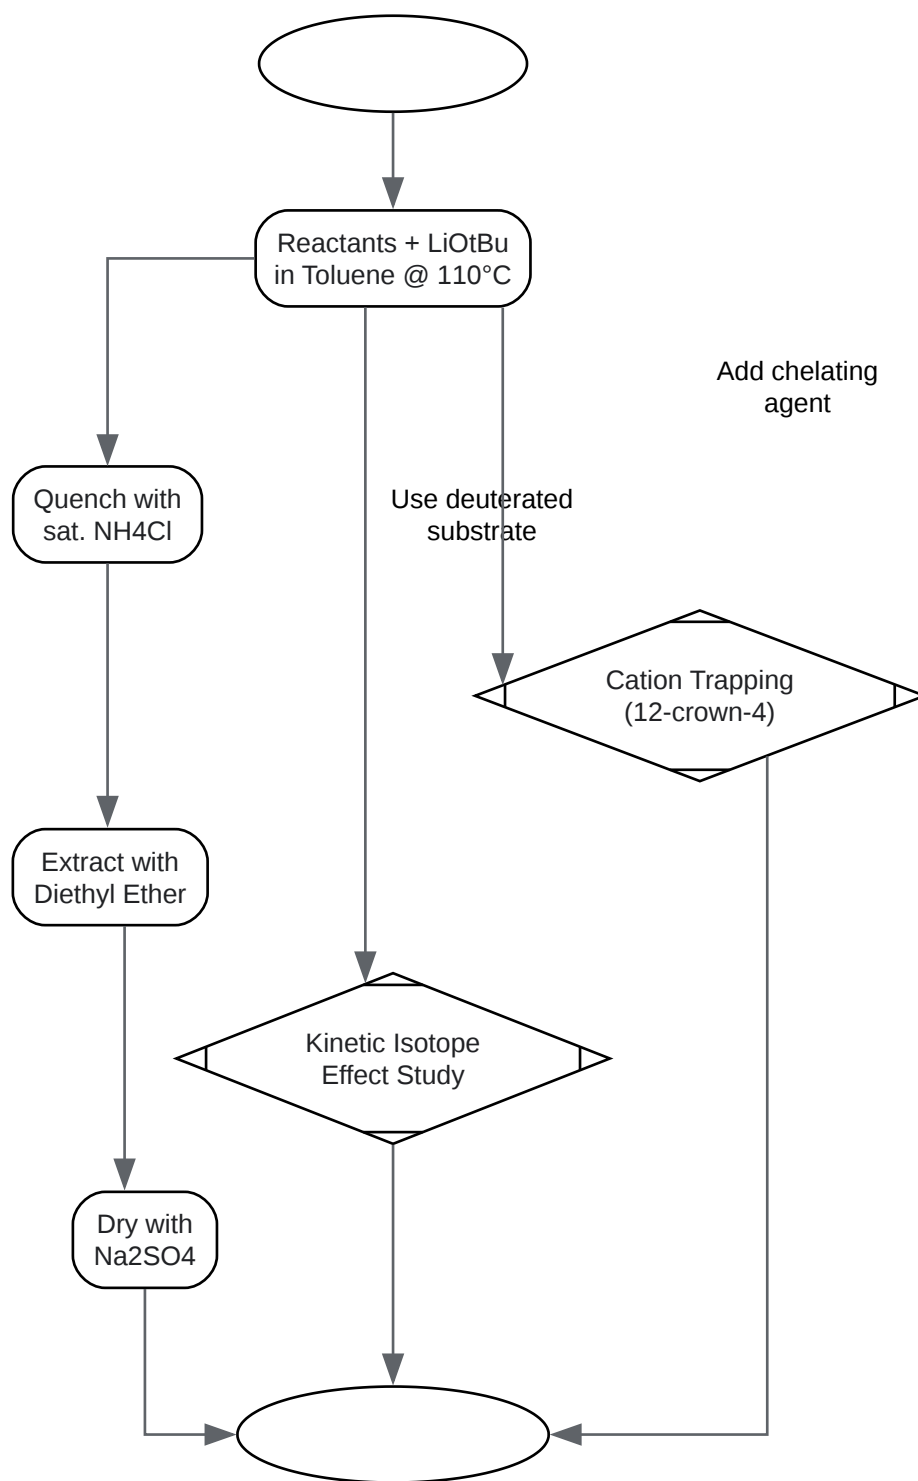 Reactants + LiOtBu
in Toluene @ 110°C
Add chelating
agent
Quench with
sat. NH4Cl
Use deuterated
substrate
Cation Trapping
(12-crown-4)
Extract with
Diethyl Ether
Kinetic Isotope
Effect Study
Dry with
Na2SO4